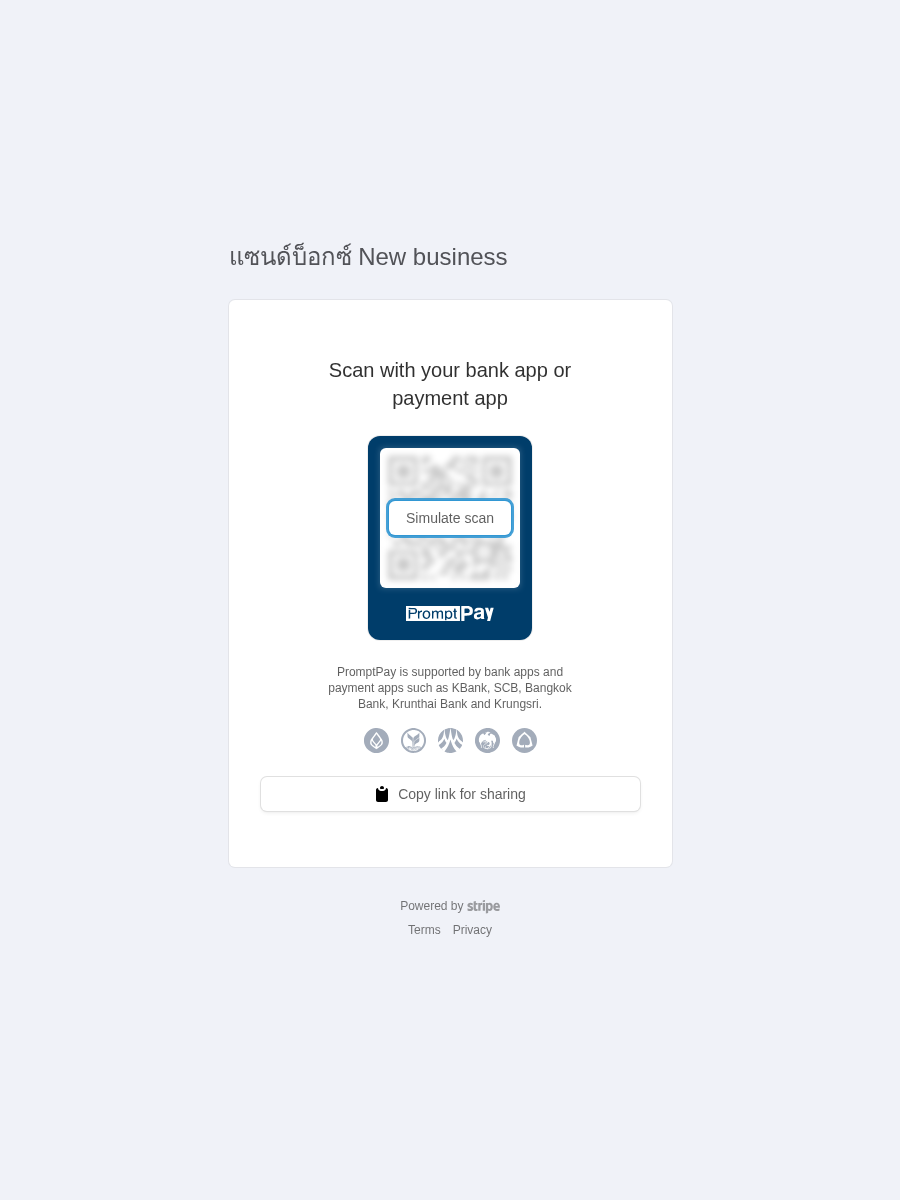 แซนด์บ็อกซ์ New business
Scan with your bank app or
payment app
Simulate scan
PromptPay
PromptPay is supported by bank apps and
payment apps such as KBank, SCB, Bangkok
Bank, Krunthai Bank and Krungsri.
Copy link for sharing
Powered by stripe
Terms Privacy